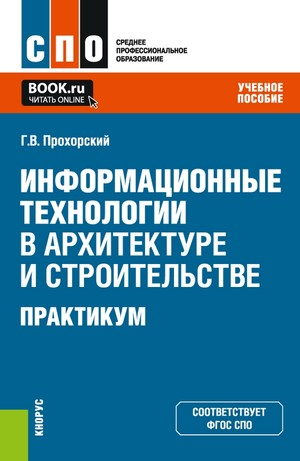 СПО
СРЕДНЕЕ
ПРОФЕССИОНАЛЬНОЕ
ОБРАЗОВАНИЕ
BOOK.ru
ЧИТАТЬ ONLINE
УЧЕБНОЕ
ПОСОБИЕ
Г.В. Прохорский
ИНФОРМАЦИОННЫЕ
ТЕХНОЛОГИИ
В АРХИТЕКТУРЕ
И СТРОИТЕЛЬСТВЕ
ПРАКТИКУМ
КНОРУС
СООТВЕТСТВУЕТ
ФГОС СПО